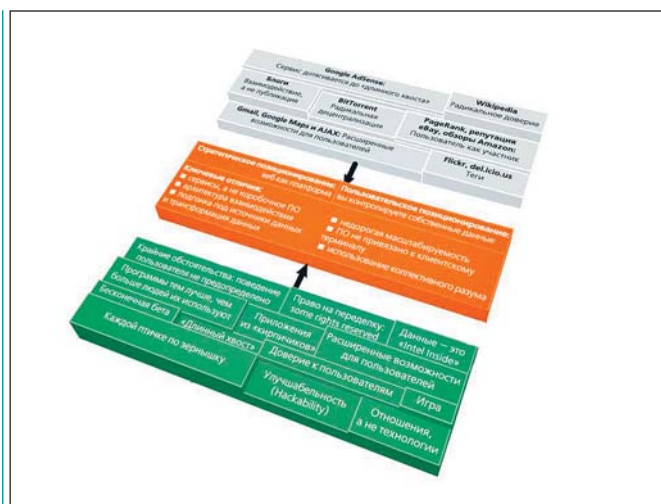 Google AdSense:
Сервис дотягивается до «длинного хвоста»
Wikipedia
Радикальное доверие
Блоги
Взаимодействие,
а не публикация
BitTorrent
Радикальная
децентрализация
PageRank, репутация
eBay, обзоры Amazon:
Пользователь как участник
Gmail, Google Maps и AJAX: Расширенные
возможности для пользователей
Flickr, del.icio.us
Теги
Стратегическое позиционирование:
веб как платформа
Ключевые отличия:
сервисы, а не коробочное ПО
архитектура взаимодействия
подгонка под источники данных
и трансформация данных
Пользовательское позиционирование:
вы контролируете собственные данные
недорогая масштабируемость
ПО не привязано к клиентскому
терминалу
использование коллективного разума
Крайние обстоятельства: поведение
пользователя не предопределено
Право на переделку:
some rights reserved
Данные — это
«Intel Inside»
Программы тем лучше, чем
больше людей их используют
Приложения
из «кирпичиков»
Расширенные возможности
для пользователей
Бесконечная бета
«Длинный хвост»
Доверие к пользователям
Игра
Каждой птичке по зернышку
Улучшабельность
(Hackability)
Отношения,
а не технологии